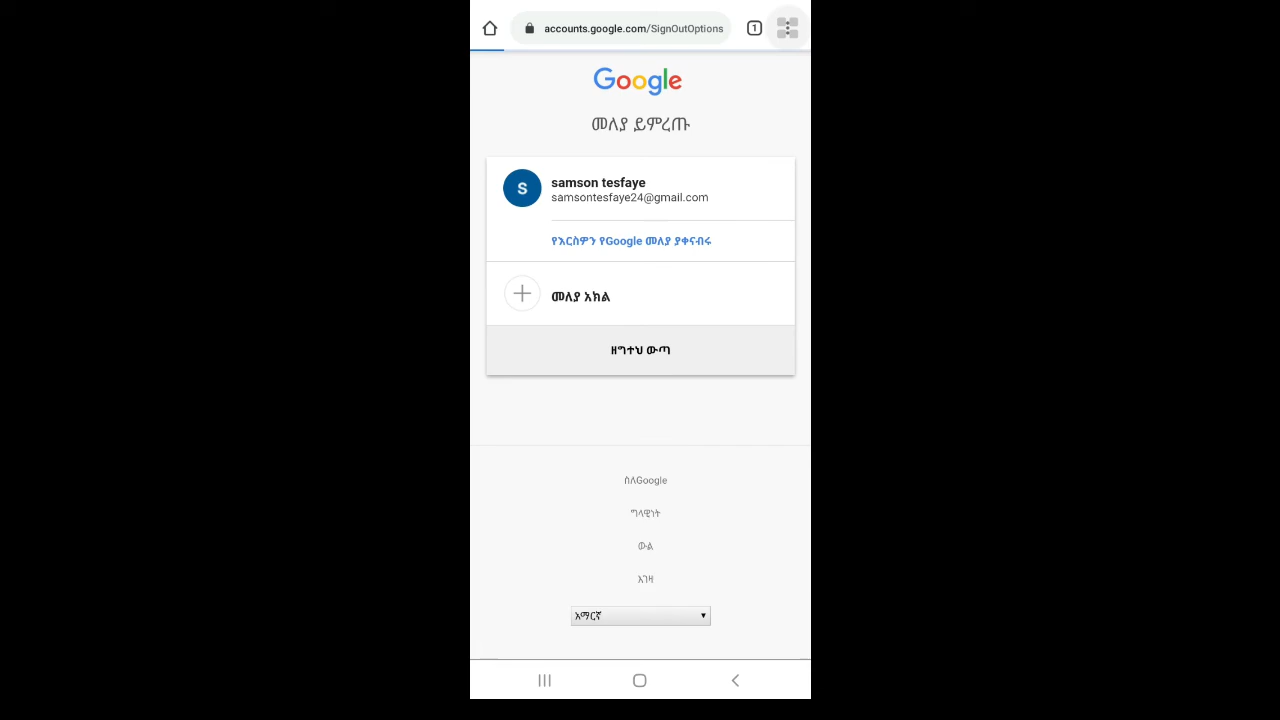 accounts.google.com/SignOutOptions
1
Google
መለያ ይምረጡ
S
samson tesfaye
samsontesfaye24@gmail.com
የእርስዎን የGoogle መለያ ያቀናብሩ
መለያ አክል
ዘግተህ ውጣ
ስለGoogle
ግላዊነት
ውል
እገዛ
አማርኛ